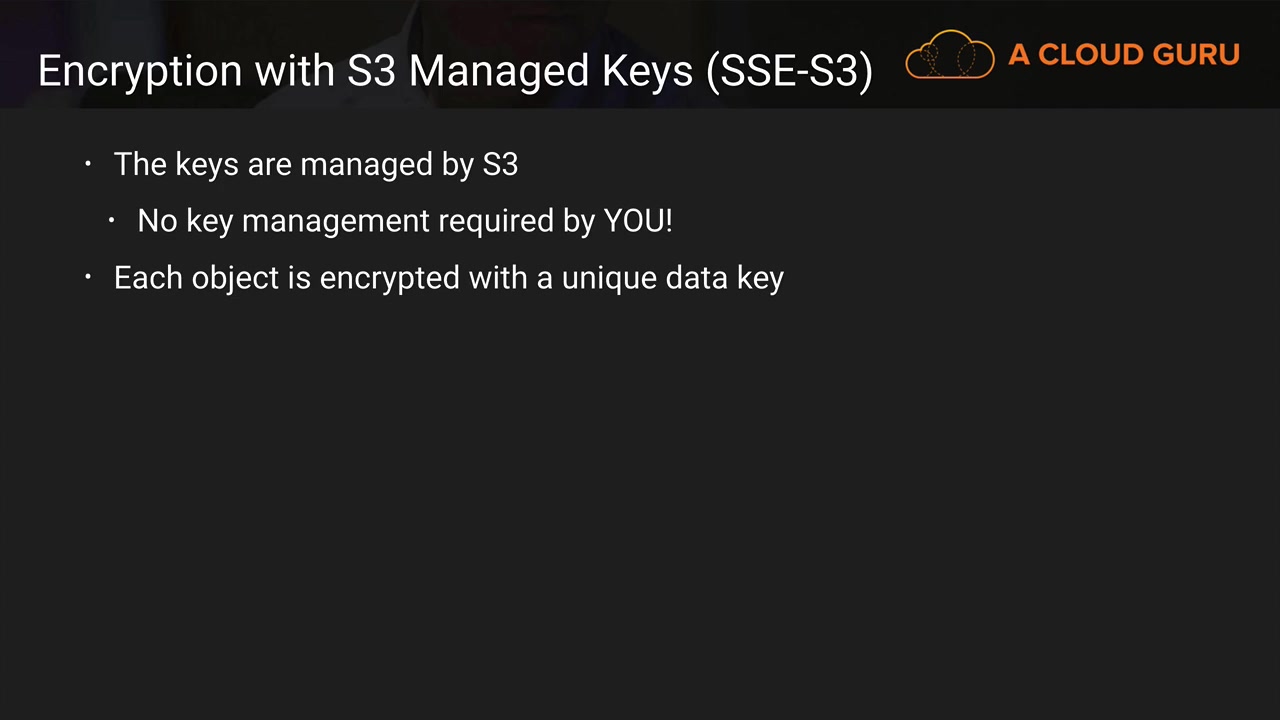 Encryption with S3 Managed Keys (SSE-S3)
A CLOUD GURU
• The keys are managed by S3
• No key management required by YOU!
• Each object is encrypted with a unique data key